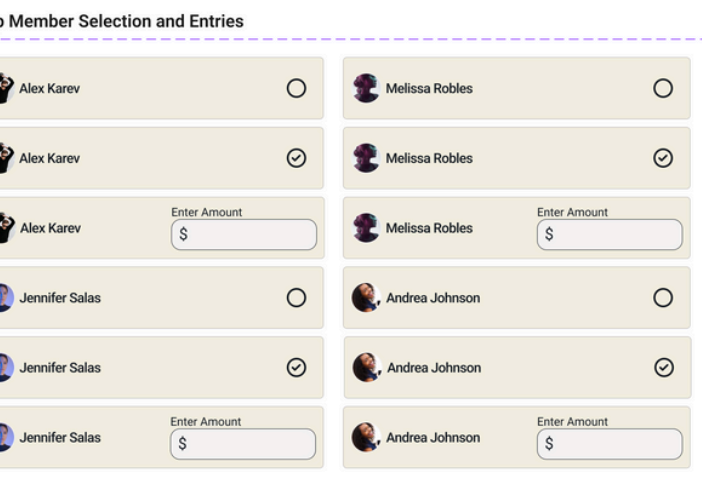 Member Selection and Entries
Alex Karev
Melissa Robles
Alex Karev
Melissa Robles
Alex Karev
Enter Amount
$
Melissa Robles
Enter Amount
$
Jennifer Salas
Andrea Johnson
Jennifer Salas
Andrea Johnson
Jennifer Salas
Enter Amount
$
Andrea Johnson
Enter Amount
$